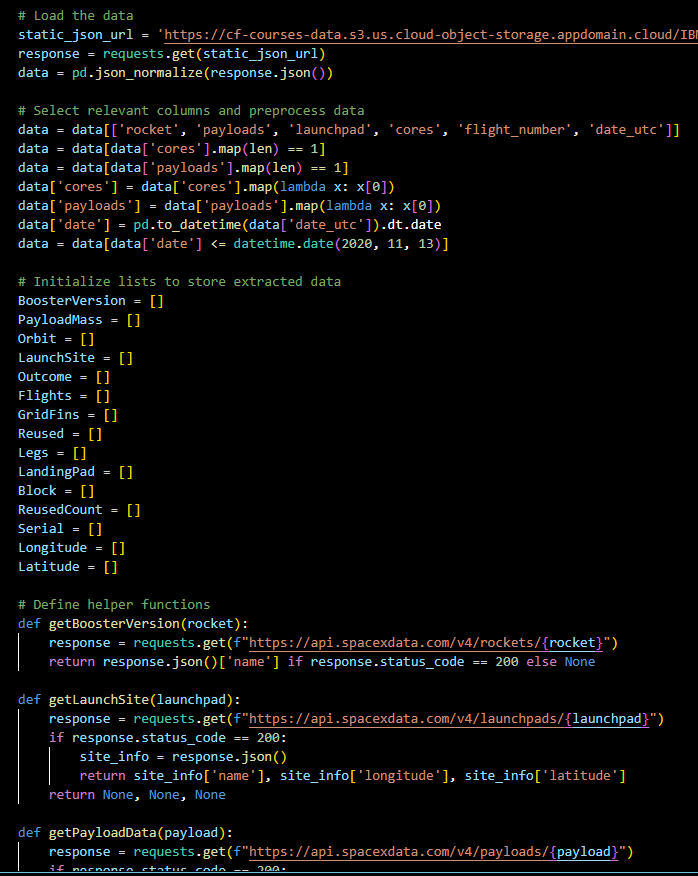 # Load the data
static_json_url = 'https://cf-courses-data.s3.us.cloud-object-storage.appdomain.cloud/IBM
response = requests.get(static_json_url)
data = pd.json_normalize(response.json())
# Select relevant columns and preprocess data
data = data[['rocket', 'payloads', 'launchpad', 'cores', 'flight_number', 'date_utc']]
data = data[data['cores'].map(len) == 1]
data = data[data['payloads'].map(len) == 1]
data['cores'] = data['cores'].map(lambda x: x[0])
data['payloads'] = data['payloads'].map(lambda x: x[0])
data['date'] = pd.to_datetime(data['date_utc']).dt.date
data = data[data['date'] <= datetime.date(2020, 11, 13)]
# Initialize lists to store extracted data
BoosterVersion = []
PayloadMass = []
Orbit = []
LaunchSite = []
Outcome = []
Flights = []
GridFins = []
Reused = []
Legs = []
LandingPad = []
Block = []
ReusedCount = []
Serial = []
Longitude = []
Latitude = []
# Define helper functions
def getBoosterVersion(rocket):
    response = requests.get(f"https://api.spacexdata.com/v4/rockets/{rocket}")
    return response.json()['name'] if response.status_code == 200 else None
def getLaunchSite(launchpad):
    response = requests.get(f"https://api.spacexdata.com/v4/launchpads/{launchpad}")
    if response.status_code == 200:
        site_info = response.json()
        return site_info['name'], site_info['longitude'], site_info['latitude']
    return None, None, None
def getPayloadData(payload):
    response = requests.get(f"https://api.spacexdata.com/v4/payloads/{payload}")
    if response.status_code == 200: